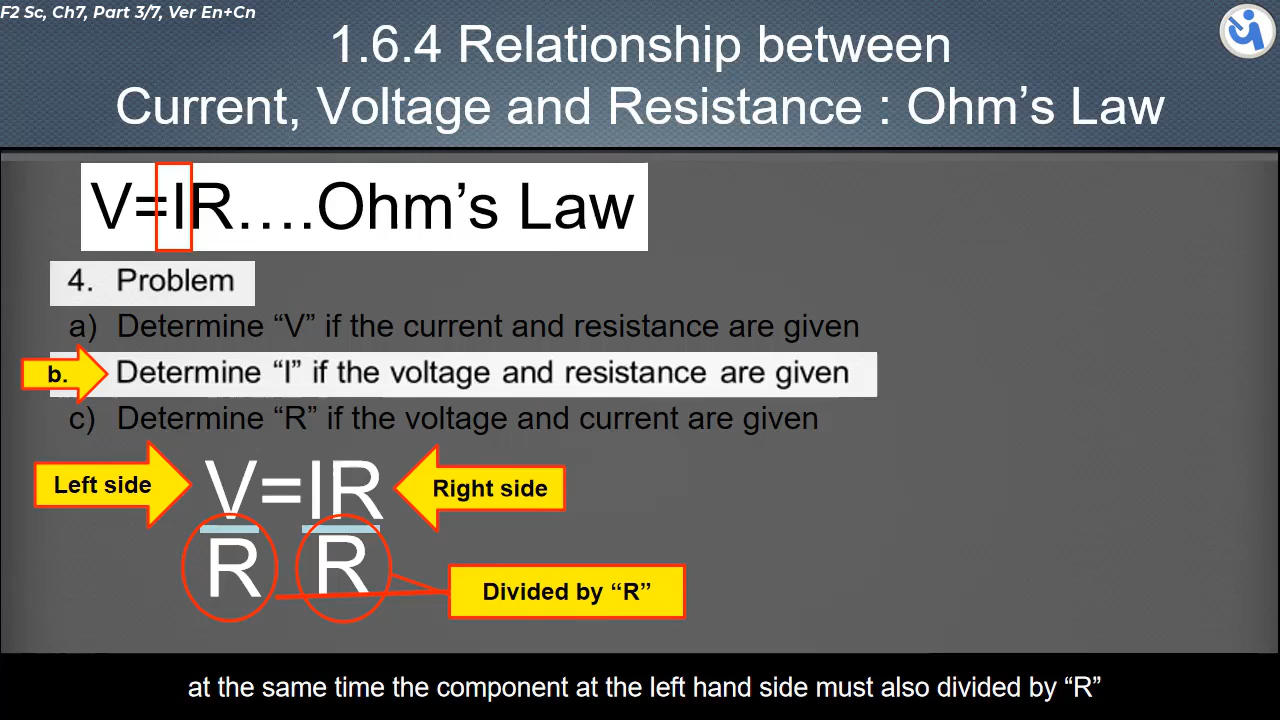 F2 Sc, Ch7, Part 3/7, Ver En+Cn
1.6.4 Relationship between
Current, Voltage and Resistance : Ohm’s Law
V=IR....Ohm’s Law
4. Problem
a) Determine “V” if the current and resistance are given
b. Determine “I” if the voltage and resistance are given
c) Determine “R” if the voltage and current are given
Left side V=IR Right side
R R
Divided by “R”
at the same time the component at the left hand side must also divided by “R”